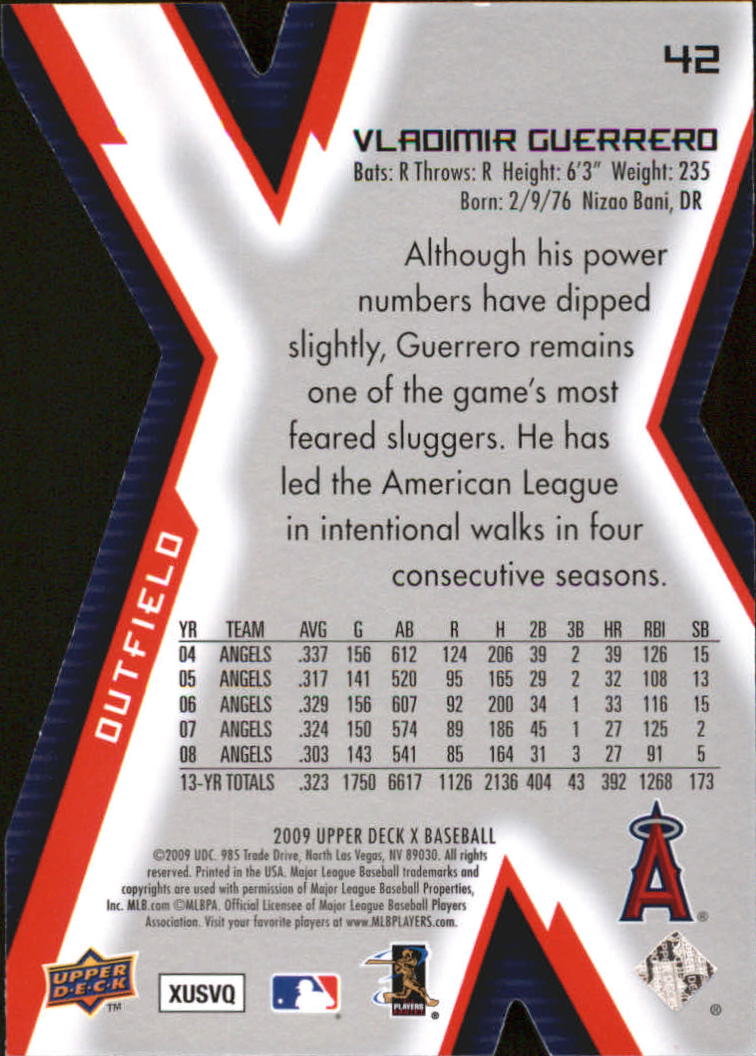 42
VLADIMIR GUERRERO
Bats: R Throws: R Height: 6'3" Weight: 235
Born: 2/9/76 Nizao Bani, DR
Although his power
numbers have dipped
slightly, Guerrero remains
one of the game's most
feared sluggers. He has
led the American League
in intentional walks in four
consecutive seasons.
OUTFIELD
YR TEAM AVG G AB R H 2B 3B HR RBI SB
04 ANGELS .337 156 612 124 206 39 2 39 126 15
05 ANGELS .317 141 520 95 165 29 2 32 108 13
06 ANGELS .329 156 607 92 200 34 1 33 116 15
07 ANGELS .324 150 574 89 186 45 1 27 125 2
08 ANGELS .303 143 541 85 164 31 3 27 91 5
13-YR TOTALS .323 1750 6617 1126 2136 404 43 392 1268 173
2009 UPPER DECK X BASEBALL
©2009 UDC. 985 Trade Drive, North Las Vegas, NV 89030. All rights
reserved. Printed in the USA. Major League Baseball trademarks and
copyrights are used with permission of Major League Baseball Properties,
Inc. MLB.com ©MLBPA. Official Licensee of Major League Baseball Players
Association. Visit your favorite players at www.MLBPLAYERS.com.
A ®
UPPER
D·E·C·K
TM
XUSVQ
®
PLAYERS
®
®